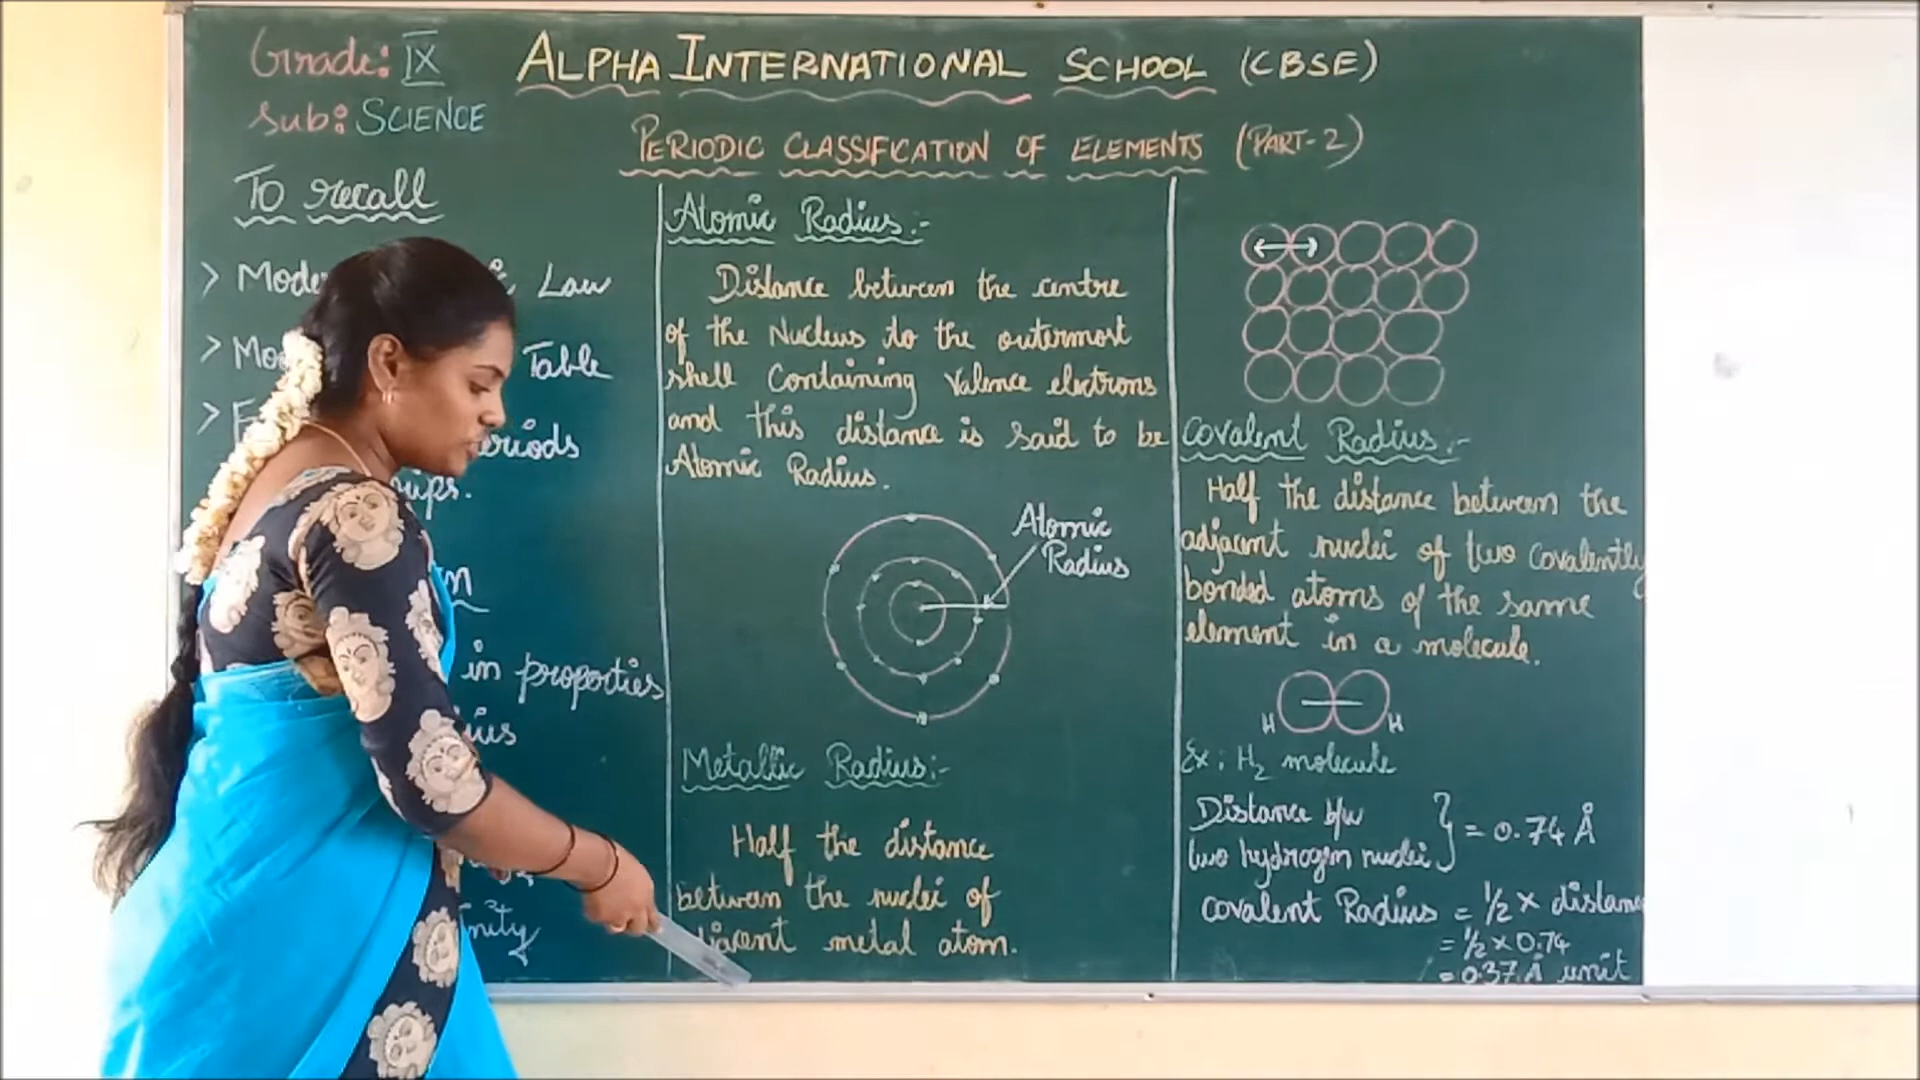 Grade: IX
Sub: SCIENCE
ALPHA INTERNATIONAL SCHOOL (CBSE)
PERIODIC CLASSIFICATION OF ELEMENTS (PART-2)
To recall
> Law
> Table
>
in properties
Atomic Radius:-
Distance between the centre
of the Nucleus to the outermost
shell Containing Valence electrons
and this distance is said to be
Atomic Radius.
Atomic
Radius
Metallic Radius:-
Half the distance
between the nuclei of
metal atom.
Covalent Radius:-
Half the distance between the
adjacent nuclei of two covalently
bonded atoms of the same
element in a molecule.
H H
Ex: H₂ molecule
Distance b/w
two hydrogen nuclei } = 0.74 Å
Covalent Radius = 1/2 × distance
= 1/2 × 0.74
= 0.37 Å unit